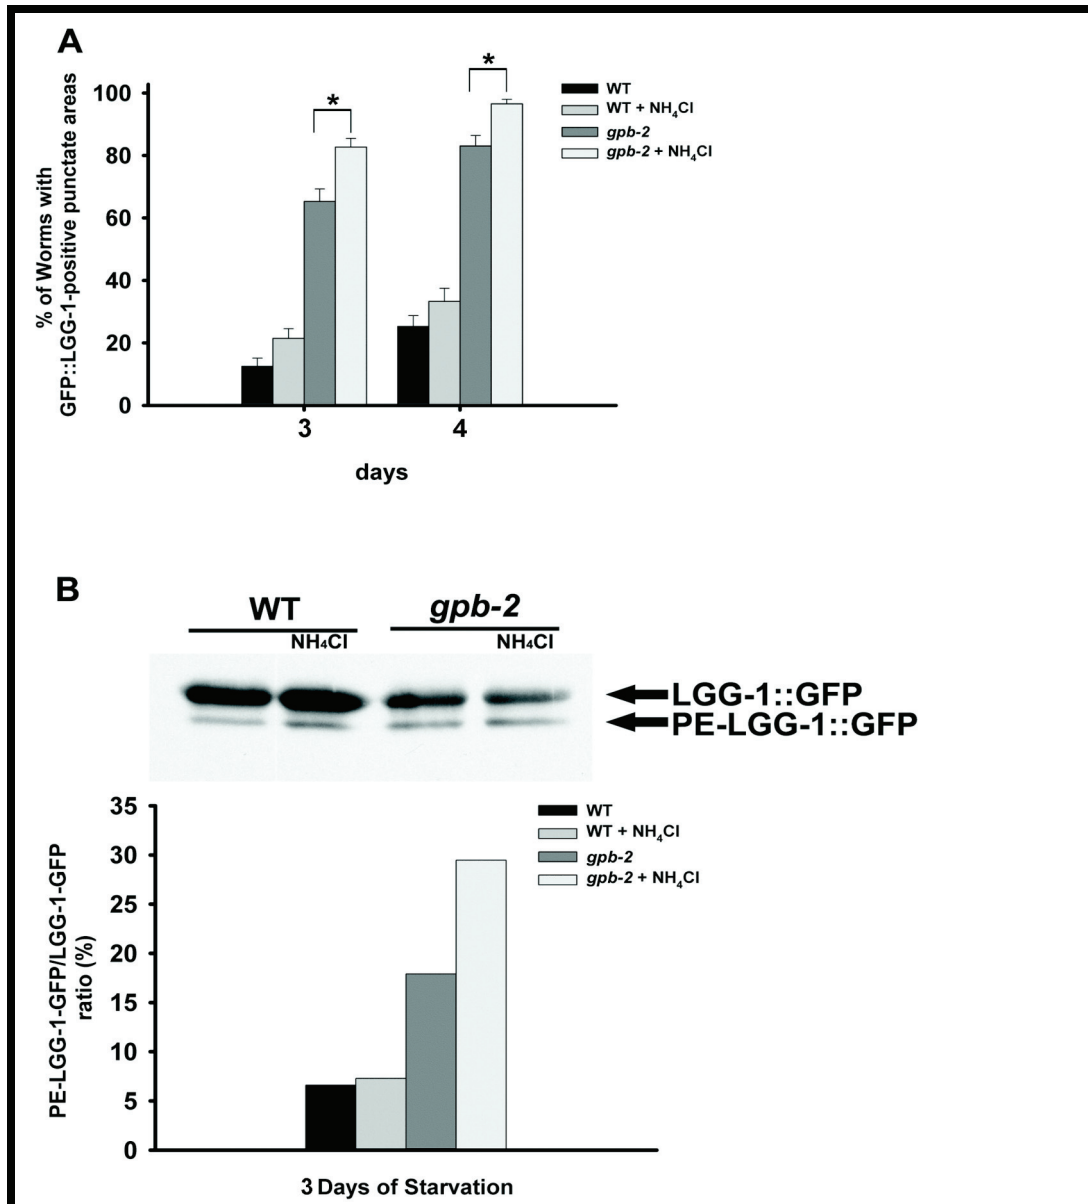 A
% of Worms with
GFP::LGG-1-positive punctate areas
100
80
60
40
20
0
*
*
3
4
days
WT
WT + NH₄Cl
gpb-2
gpb-2 + NH₄Cl
B
WT
gpb-2
NH₄Cl
NH₄Cl
LGG-1::GFP
PE-LGG-1::GFP
PE-LGG-1-GFP/LGG-1-GFP
ratio (%)
35
30
25
20
15
10
5
0
WT
WT + NH₄Cl
gpb-2
gpb-2 + NH₄Cl
3 Days of Starvation